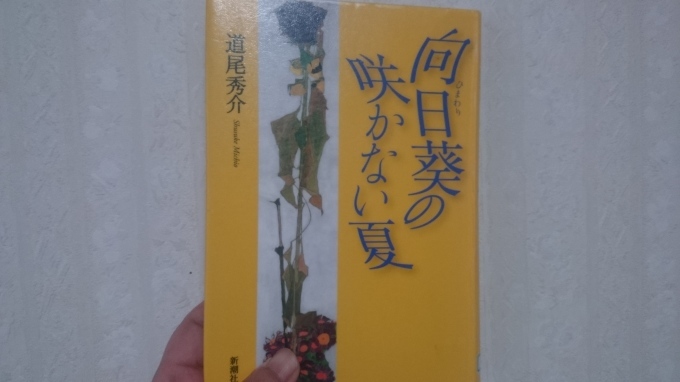 向日葵の
ひまわり
咲かない夏
道尾秀介
Shusuke Michio
新潮社